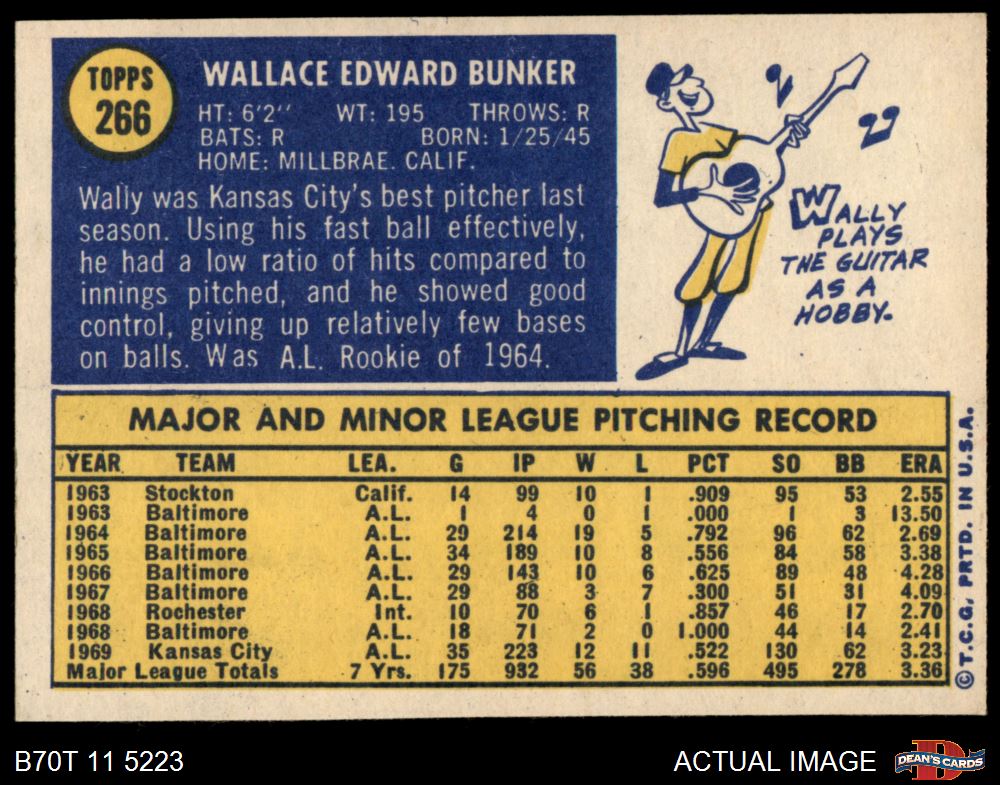 TOPPS
266
WALLACE EDWARD BUNKER
HT: 6'2'' WT: 195 THROWS: R
BATS: R BORN: 1/25/45
HOME: MILLBRAE. CALIF.
Wally was Kansas City's best pitcher last
season. Using his fast ball effectively,
he had a low ratio of hits compared to
innings pitched, and he showed good
control, giving up relatively few bases
on balls. Was A.L. Rookie of 1964.
WALLY
PLAYS
THE GUITAR
AS A
HOBBY.
MAJOR AND MINOR LEAGUE PITCHING RECORD
YEAR TEAM LEA. G IP W L PCT SO BB ERA
1963 Stockton Calif. 14 99 10 1 .909 95 53 2.55
1963 Baltimore A.L. 1 4 0 1 .000 1 3 13.50
1964 Baltimore A.L. 29 214 19 5 .792 96 62 2.69
1965 Baltimore A.L. 34 189 10 8 .556 84 58 3.38
1966 Baltimore A.L. 29 143 10 6 .625 89 48 4.28
1967 Baltimore A.L. 29 88 3 7 .300 51 31 4.09
1968 Rochester Int. 10 70 6 1 .857 46 17 2.70
1968 Baltimore A.L. 18 71 2 0 1.000 44 14 2.41
1969 Kansas City A.L. 35 223 12 11 .522 130 62 3.23
Major League Totals 7 Yrs. 175 932 56 38 .596 495 278 3.36
© T.C.G. PRTD. IN U.S.A.
B70T 11 5223
ACTUAL IMAGE
D
DEAN'S CARDS